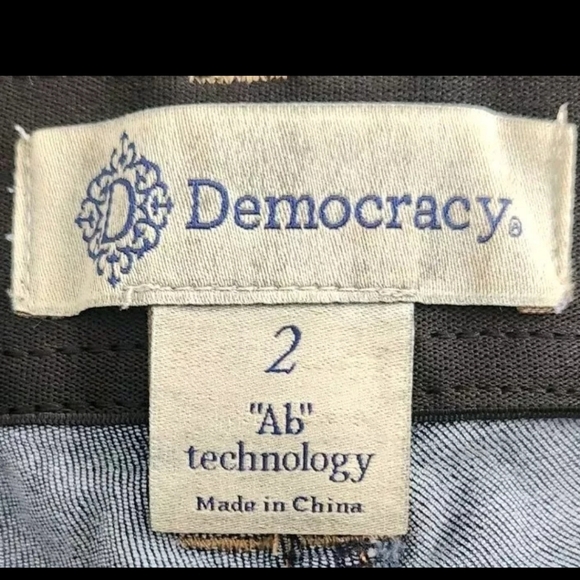 D Democracy®
2
"Ab"
technology
Made in China